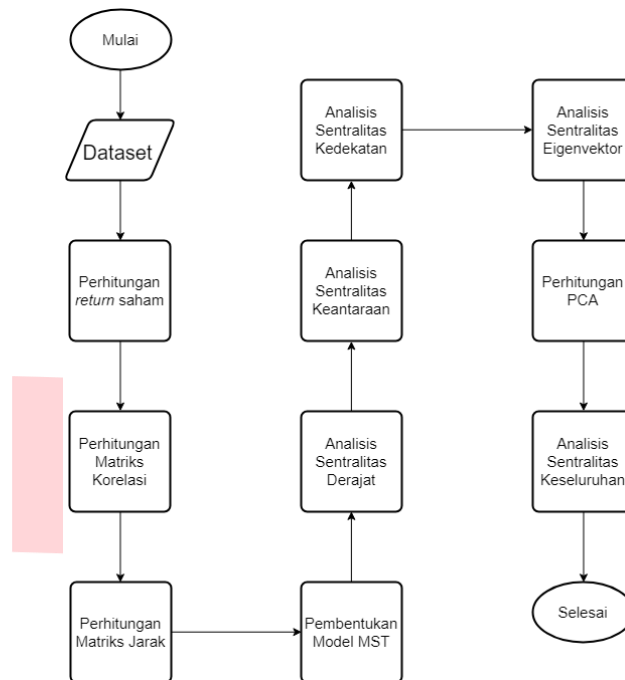 Mulai
Dataset
Perhitungan
return saham
Perhitungan
Matriks
Korelasi
Perhitungan
Matriks Jarak
Pembentukan
Model MST
Analisis
Sentralitas
Derajat
Analisis
Sentralitas
Keantaraan
Analisis
Sentralitas
Kedekatan
Analisis
Sentralitas
Eigenvektor
Perhitungan
PCA
Analisis
Sentralitas
Keseluruhan
Selesai